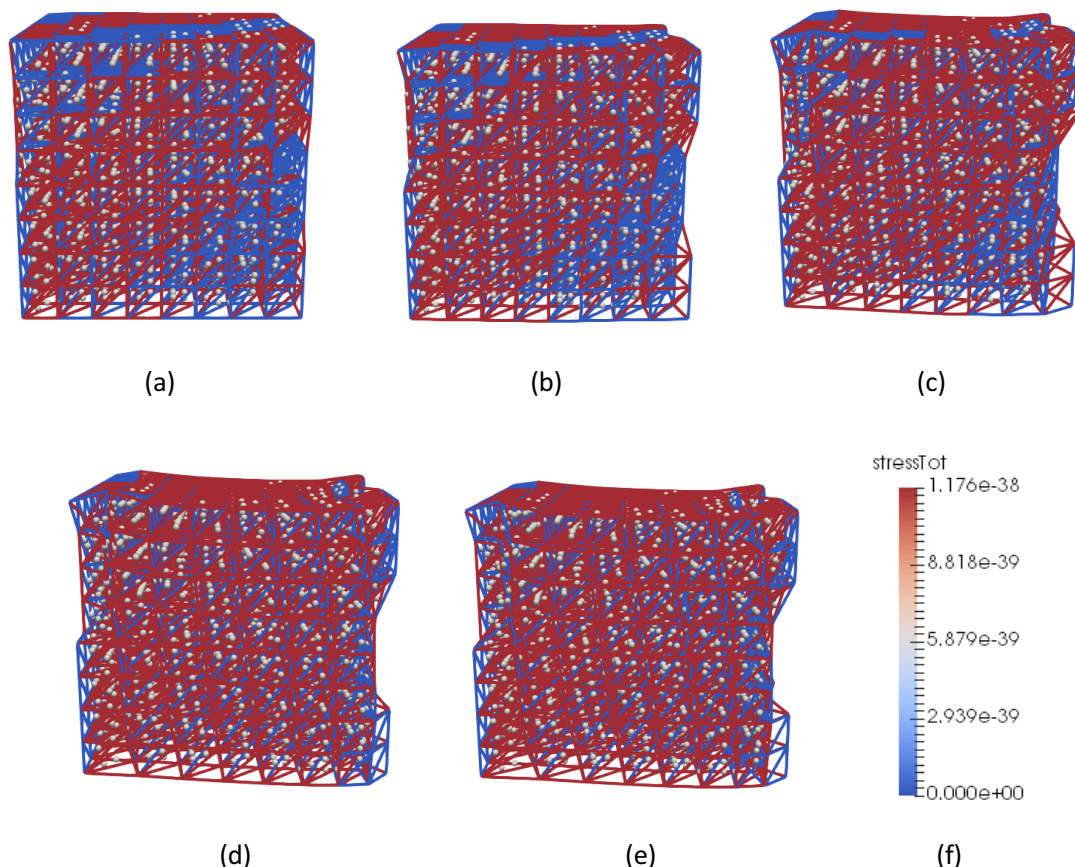 (a)
(b)
(c)
stressTot
1.176e-38
8.818e-39
5.879e-39
2.939e-39
0.000e+00
(d)
(e)
(f)